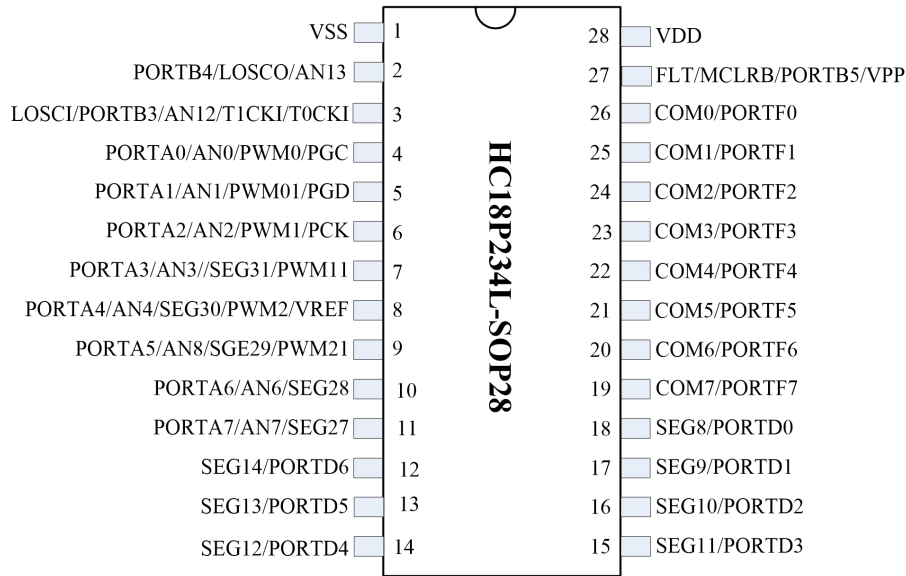 VSS 1 28 VDD
PORTB4/LOSCO/AN13 2 27 FLT/MCLRB/PORTB5/VPP
LOSCI/PORTB3/AN12/T1CKI/T0CKI 3 26 COM0/PORTF0
PORTA0/AN0/PWM0/PGC 4 25 COM1/PORTF1
PORTA1/AN1/PWM01/PGD 5 24 COM2/PORTF2
PORTA2/AN2/PWM1/PCK 6 23 COM3/PORTF3
PORTA3/AN3//SEG31/PWM11 7 22 COM4/PORTF4
PORTA4/AN4/SEG30/PWM2/VREF 8 21 COM5/PORTF5
PORTA5/AN8/SGE29/PWM21 9 20 COM6/PORTF6
PORTA6/AN6/SEG28 10 19 COM7/PORTF7
PORTA7/AN7/SEG27 11 18 SEG8/PORTD0
SEG14/PORTD6 12 17 SEG9/PORTD1
SEG13/PORTD5 13 16 SEG10/PORTD2
SEG12/PORTD4 14 15 SEG11/PORTD3
HC18P234L-SOP28